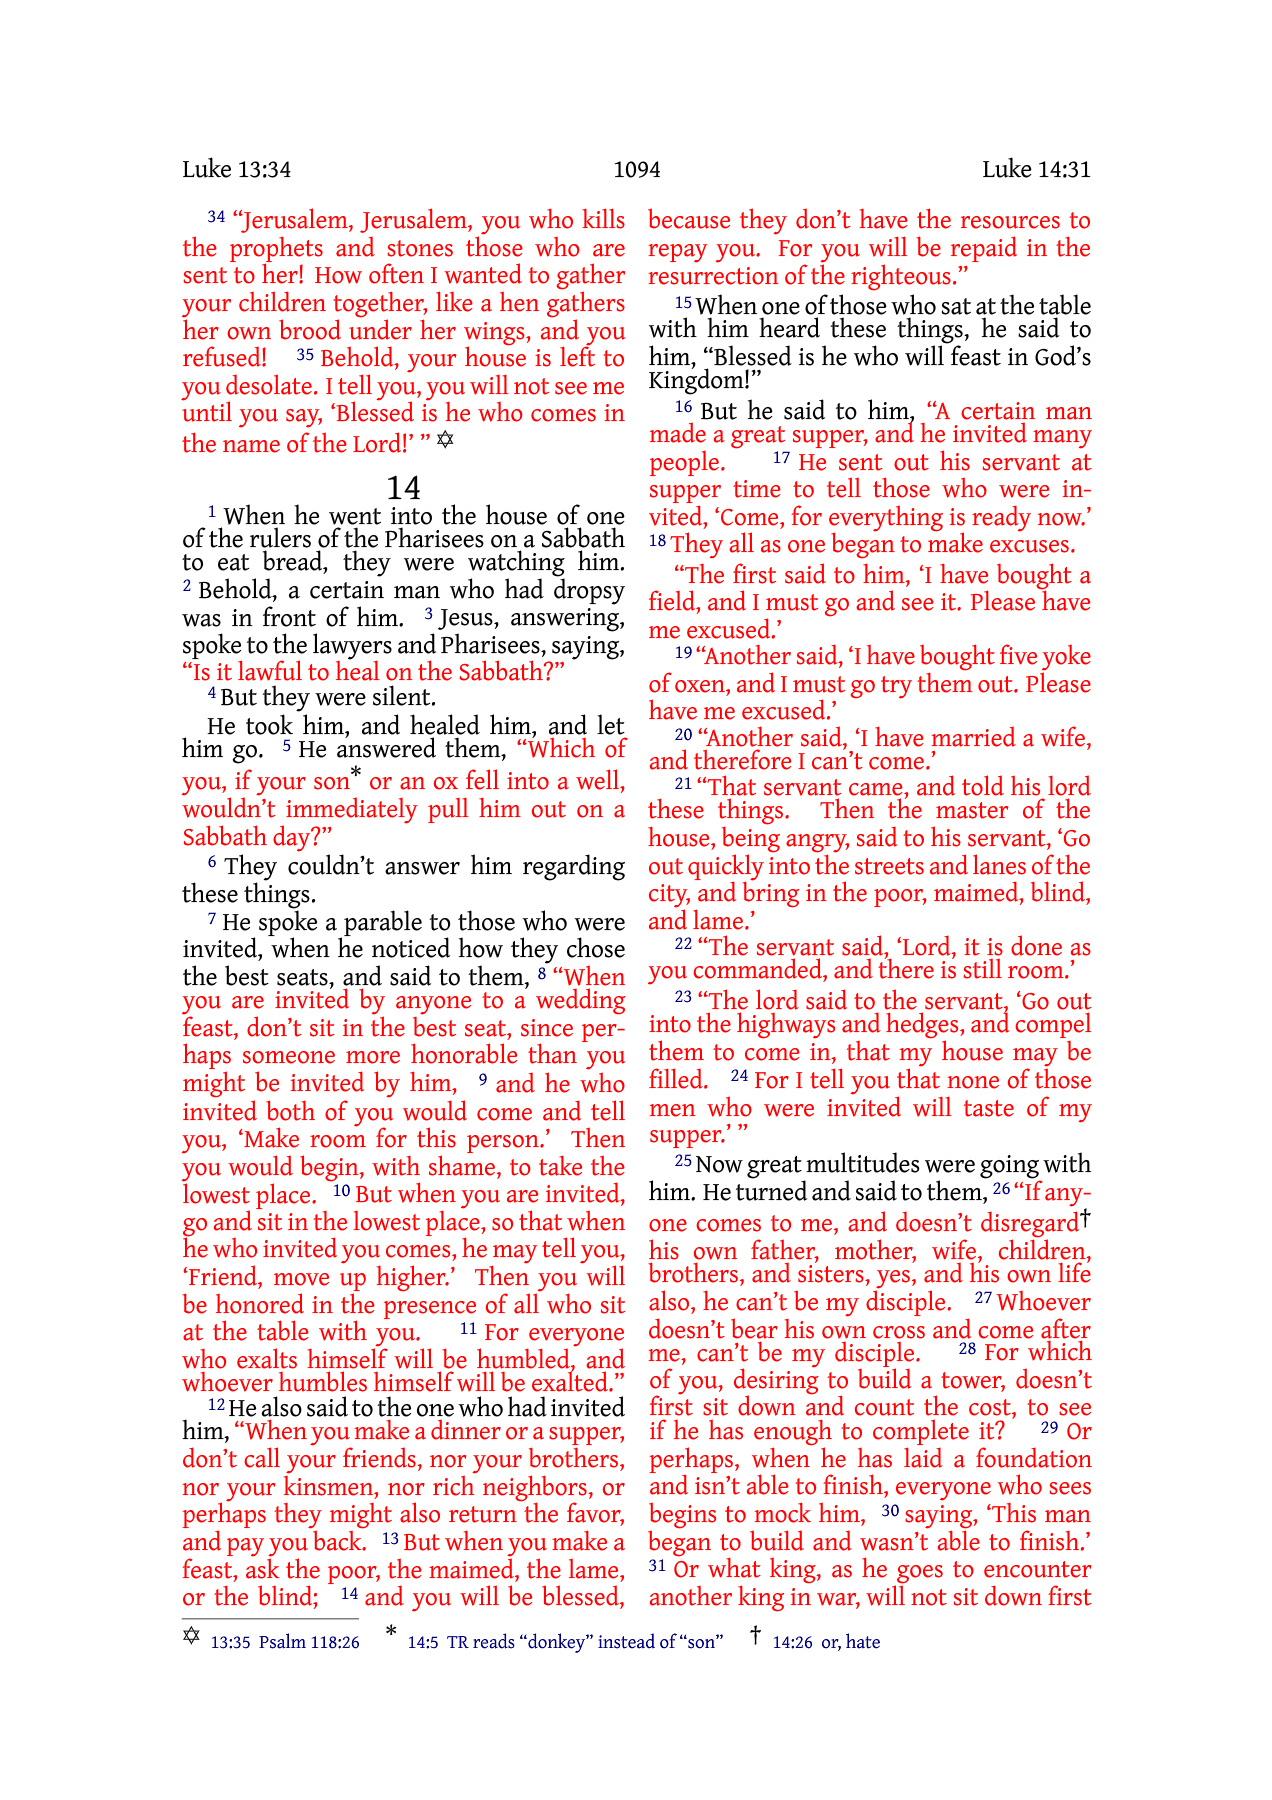 Luke 13:34 1094 Luke 14:31
34 “Jerusalem, Jerusalem, you who kills
the prophets and stones those who are
sent to her! How often I wanted to gather
your children together, like a hen gathers
her own brood under her wings, and you
refused! 35 Behold, your house is left to
you desolate. I tell you, you will not see me
until you say, ‘Blessed is he who comes in
the name of the Lord!’ ” ✡
14
1 When he went into the house of one
of the rulers of the Pharisees on a Sabbath
to eat bread, they were watching him.
2 Behold, a certain man who had dropsy
was in front of him. 3 Jesus, answering,
spoke to the lawyers and Pharisees, saying,
“Is it lawful to heal on the Sabbath?”
4 But they were silent.
He took him, and healed him, and let
him go. 5 He answered them, “Which of
you, if your son* or an ox fell into a well,
wouldn’t immediately pull him out on a
Sabbath day?”
6 They couldn’t answer him regarding
these things.
7 He spoke a parable to those who were
invited, when he noticed how they chose
the best seats, and said to them, 8 “When
you are invited by anyone to a wedding
feast, don’t sit in the best seat, since per-
haps someone more honorable than you
might be invited by him, 9 and he who
invited both of you would come and tell
you, ‘Make room for this person.’ Then
you would begin, with shame, to take the
lowest place. 10 But when you are invited,
go and sit in the lowest place, so that when
he who invited you comes, he may tell you,
‘Friend, move up higher.’ Then you will
be honored in the presence of all who sit
at the table with you. 11 For everyone
who exalts himself will be humbled, and
whoever humbles himself will be exalted.”
12 He also said to the one who had invited
him, “When you make a dinner or a supper,
don’t call your friends, nor your brothers,
nor your kinsmen, nor rich neighbors, or
perhaps they might also return the favor,
and pay you back. 13 But when you make a
feast, ask the poor, the maimed, the lame,
or the blind; 14 and you will be blessed,
because they don’t have the resources to
repay you. For you will be repaid in the
resurrection of the righteous.”
15 When one of those who sat at the table
with him heard these things, he said to
him, “Blessed is he who will feast in God’s
Kingdom!”
16 But he said to him, “A certain man
made a great supper, and he invited many
people. 17 He sent out his servant at
supper time to tell those who were in-
vited, ‘Come, for everything is ready now.’
18 They all as one began to make excuses.
“The first said to him, ‘I have bought a
field, and I must go and see it. Please have
me excused.’
19 “Another said, ‘I have bought five yoke
of oxen, and I must go try them out. Please
have me excused.’
20 “Another said, ‘I have married a wife,
and therefore I can’t come.’
21 “That servant came, and told his lord
these things. Then the master of the
house, being angry, said to his servant, ‘Go
out quickly into the streets and lanes of the
city, and bring in the poor, maimed, blind,
and lame.’
22 “The servant said, ‘Lord, it is done as
you commanded, and there is still room.’
23 “The lord said to the servant, ‘Go out
into the highways and hedges, and compel
them to come in, that my house may be
filled. 24 For I tell you that none of those
men who were invited will taste of my
supper.’ ”
25 Now great multitudes were going with
him. He turned and said to them, 26 “If any-
one comes to me, and doesn’t disregard†
his own father, mother, wife, children,
brothers, and sisters, yes, and his own life
also, he can’t be my disciple. 27 Whoever
doesn’t bear his own cross and come after
me, can’t be my disciple. 28 For which
of you, desiring to build a tower, doesn’t
first sit down and count the cost, to see
if he has enough to complete it? 29 Or
perhaps, when he has laid a foundation
and isn’t able to finish, everyone who sees
begins to mock him, 30 saying, ‘This man
began to build and wasn’t able to finish.’
31 Or what king, as he goes to encounter
another king in war, will not sit down first
✡ 13:35 Psalm 118:26 * 14:5 TR reads “donkey” instead of “son” † 14:26 or, hate